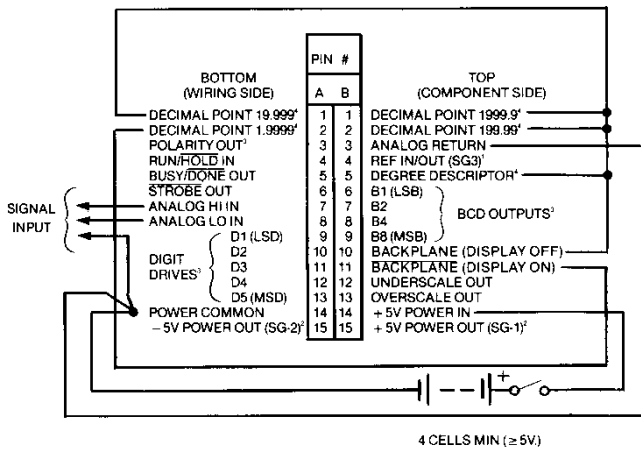 PIN #
BOTTOM
(WIRING SIDE)
A B
TOP
(COMPONENT SIDE)
DECIMAL POINT 19.999⁴ 1 1 DECIMAL POINT 1999.9⁴
DECIMAL POINT 1.9999⁴ 2 2 DECIMAL POINT 199.99⁴
POLARITY OUT³ 3 3 ANALOG RETURN
RUN/HOLD IN 4 4 REF IN/OUT (SG3)¹
BUSY/DONE OUT 5 5 DEGREE DESCRIPTOR⁴
STROBE OUT 6 6 B1 (LSB)
ANALOG HI IN 7 7 B2
ANALOG LO IN 8 8 B4
D1 (LSD) 9 9 B8 (MSB)
D2 10 10 BACKPLANE (DISPLAY OFF)
D3 11 11 BACKPLANE (DISPLAY ON)
D4 12 12 UNDERSCALE OUT
D5 (MSD) 13 13 OVERSCALE OUT
POWER COMMON 14 14 +5V POWER IN
−5V POWER OUT (SG-2)² 15 15 +5V POWER OUT (SG-1)²
SIGNAL
INPUT
DIGIT
DRIVES³
BCD OUTPUTS³
+
4 CELLS MIN (≥5V.)